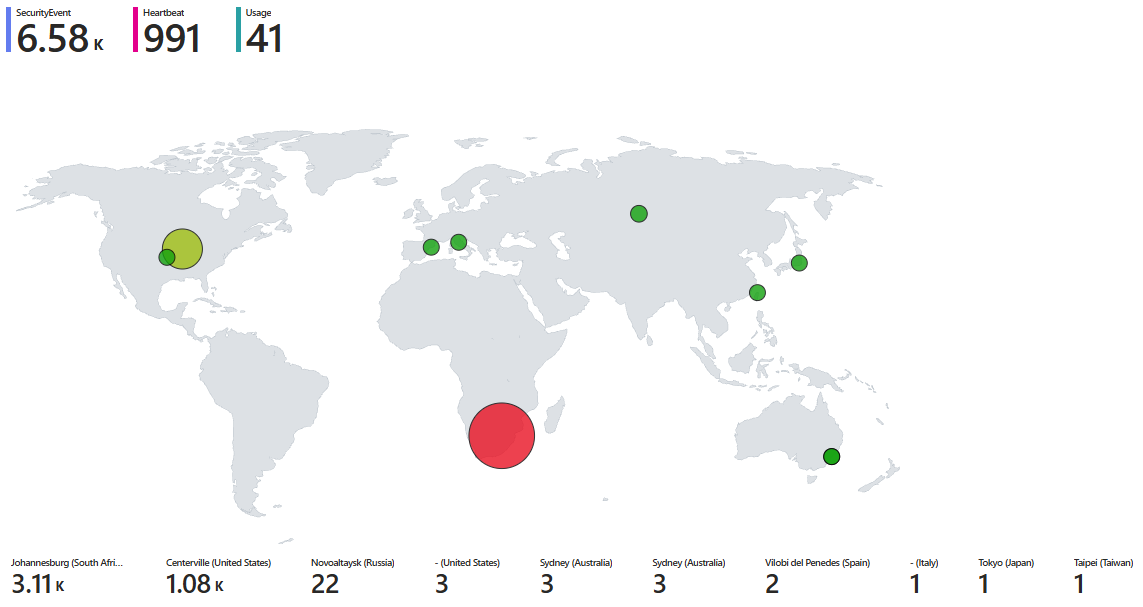 SecurityEvent
6.58 K
Heartbeat
991
Usage
41
Johannesburg (South Afri...
3.11 K
Centerville (United States)
1.08 K
Novoaltaysk (Russia)
22
- (United States)
3
Sydney (Australia)
3
Sydney (Australia)
3
Vilobi del Penedes (Spain)
2
- (Italy)
1
Tokyo (Japan)
1
Taipei (Taiwan)
1